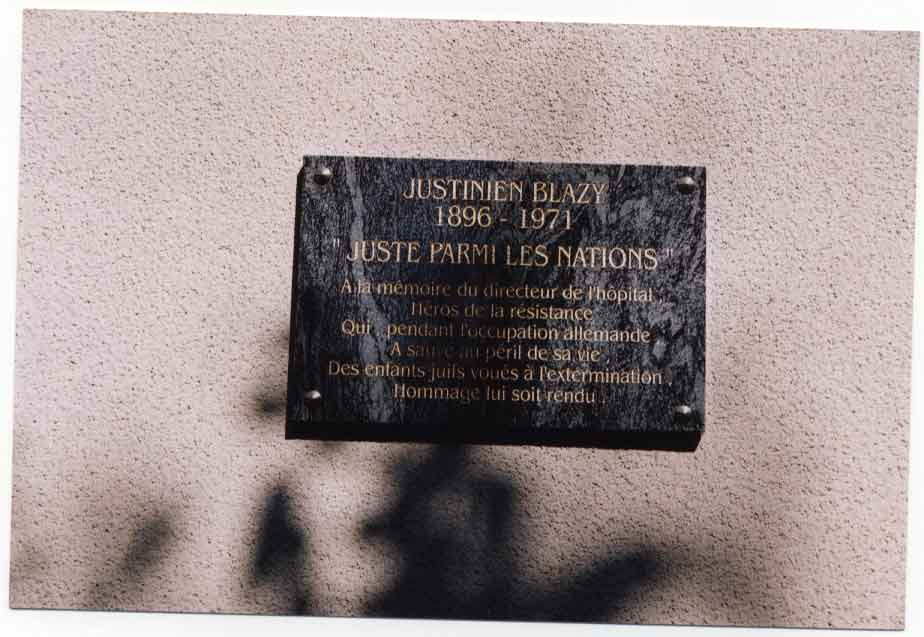 JUSTINIEN BLAZY
1896 - 1971
" JUSTE PARMI LES NATIONS "
À la mémoire du directeur de l'hôpital ,
Héros de la résistance
Qui , pendant l'occupation allemande ,
A sauvé au péril de sa vie ,
Des enfants juifs voués à l'extermination .
Hommage lui soit rendu .